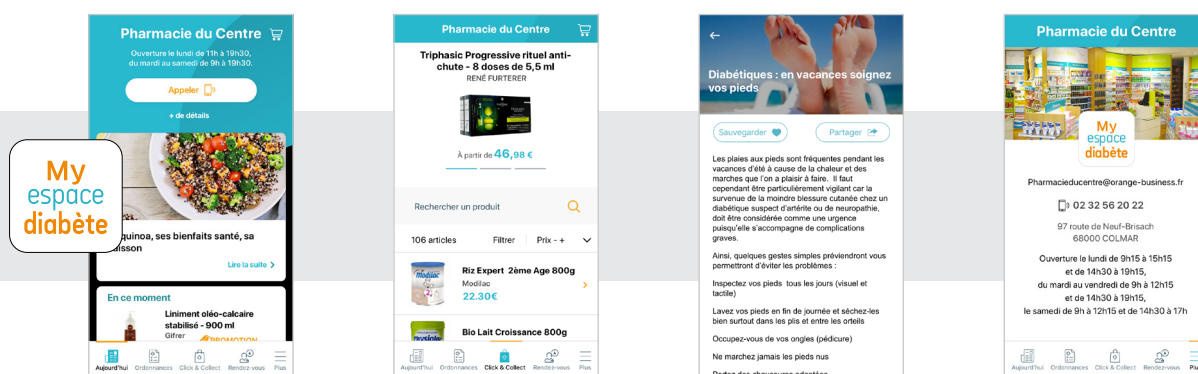 My
espace
diabète
Pharmacie du Centre
Ouverture le lundi de 11h à 19h30,
du mardi au samedi de 9h à 19h30.
Appeler
+ de détails
quinoa, ses bienfaits santé, sa
Lire la suite
En ce moment
Liniment oléo-calcaire
stabilisé - 900 ml
Gifrer
PROMOTION
Aujourd'hui Ordonnances Click & Collect Rendez-vous Plus
Pharmacie du Centre
Triphasic Progressive rituel anti-
chute - 8 doses de 5,5 ml
RENÉ FURTERER
À partir de 46,98 €
Rechercher un produit
106 articles Filtrer Prix - +
Modilac
Riz Expert 2ème Age 800g
Modilac
22.30€
Bio Lait Croissance 800g
Aujourd'hui Ordonnances Click & Collect Rendez-vous Plus
Diabétiques : en vacances soignez
vos pieds
Sauvegarder Partager
Les plaies aux pieds sont fréquentes pendant les
vacances d'été à cause de la chaleur et des
marches que l'on a plaisir à faire. Il faut
cependant être particulièrement vigilant car la
survenue de la moindre blessure cutanée chez un
diabétique suspect d'artérite ou de neuropathie,
doit être considérée comme une urgence
puisqu'elle s'accompagne de complications
graves.
Ainsi, quelques gestes simples préviendront vous
permettront d'éviter les problèmes :
Inspectez vos pieds tous les jours (visuel et
tactile)
Lavez vos pieds en fin de journée et séchez-les
bien surtout dans les plis et entre les orteils
Occupez-vous de vos ongles (pédicure)
Ne marchez jamais les pieds nus
Portez des chaussures adaptées
Pharmacie du Centre
My
espace
diabète
Pharmacieducentre@orange-business.fr
02 32 56 20 22
97 route de Neuf-Brisach
68000 COLMAR
Ouverture le lundi de 9h15 à 15h15
et de 14h30 à 19h15,
du mardi au vendredi de 9h à 12h15
et de 14h30 à 19h15,
le samedi de 9h à 12h15 et de 14h30 à 17h
Aujourd'hui Ordonnances Click & Collect Rendez-vous